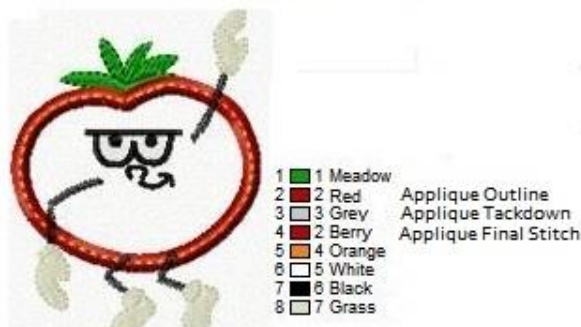 1 1 Meadow
2 2 Red Applique Outline
3 3 Grey Applique Tackdown
4 2 Berry Applique Final Stitch
5 4 Orange
6 5 White
7 6 Black
8 7 Grass